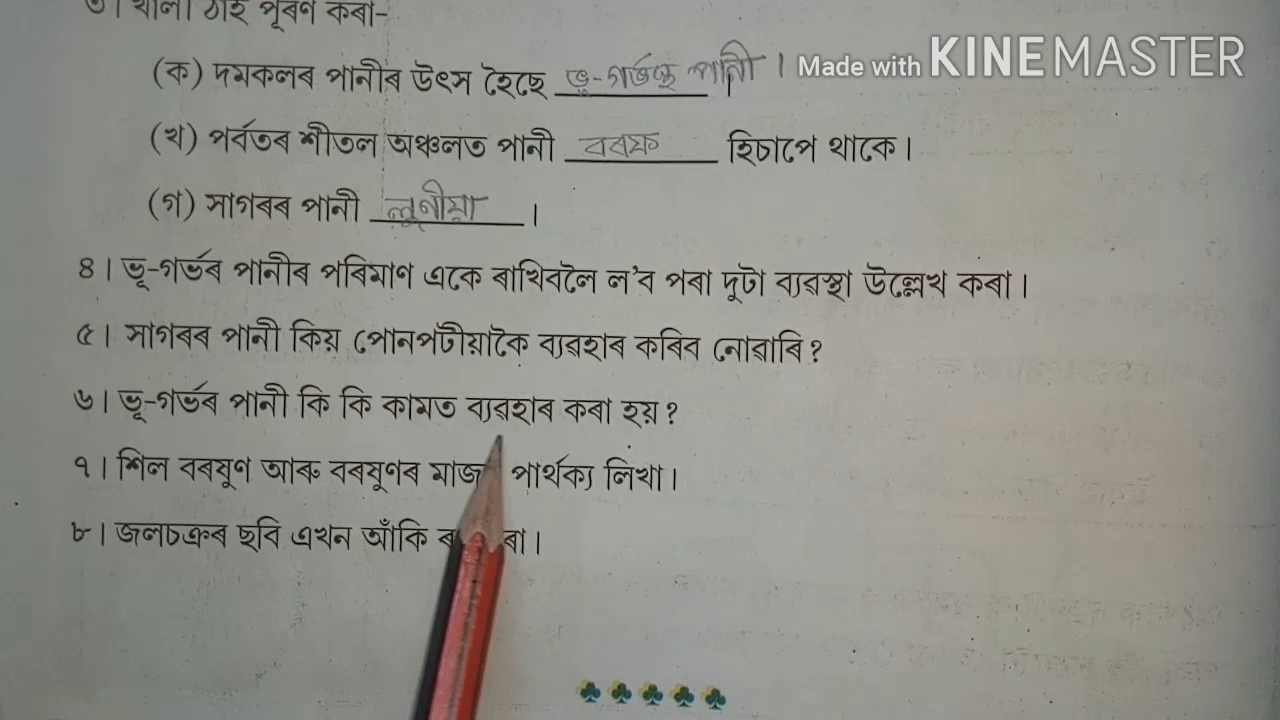 ৩। খালী ঠাই পূৰণ কৰা-
Made with KINEMASTER
(ক) দমকলৰ পানীৰ উৎস হৈছে ভূ-গৰ্ভস্থ পানী ।
(খ) পৰ্বতৰ শীতল অঞ্চলত পানী বৰফ হিচাপে থাকে।
(গ) সাগৰৰ পানী লুণীয়া ।
৪। ভূ-গৰ্ভৰ পানীৰ পৰিমাণ একে ৰাখিবলৈ ল'ব পৰা দুটা ব্যৱস্থা উল্লেখ কৰা।
৫। সাগৰৰ পানী কিয় পোনপটীয়াকৈ ব্যৱহাৰ কৰিব নোৱাৰি?
৬। ভূ-গৰ্ভৰ পানী কি কি কামত ব্যৱহাৰ কৰা হয়?
৭। শিল বৰষুণ আৰু বৰষুণৰ পাৰ্থক্য লিখা।
৮। জলচক্ৰৰ ছবি এখন আঁকি